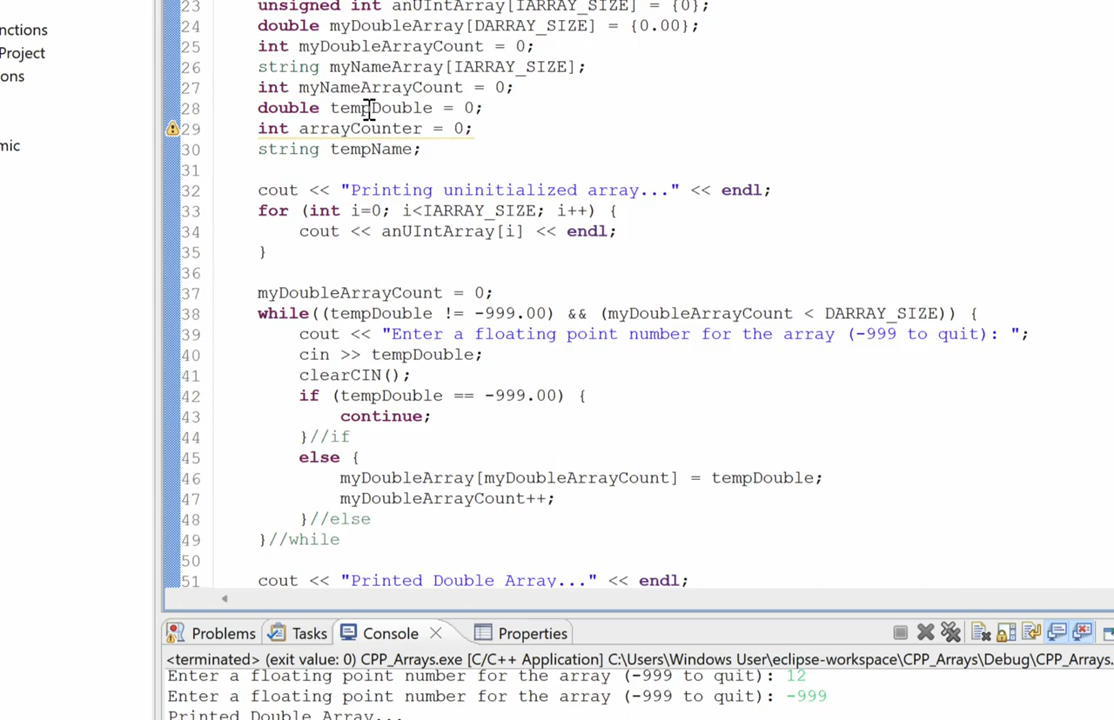 nctions
Project
ons
mic
23 unsigned int anUIntArray[IARRAY_SIZE] = {0};
24 double myDoubleArray[DARRAY_SIZE] = {0.00};
25 int myDoubleArrayCount = 0;
26 string myNameArray[IARRAY_SIZE];
27 int myNameArrayCount = 0;
28 double tempDouble = 0;
29 int arrayCounter = 0;
30 string tempName;
31
32 cout << "Printing uninitialized array..." << endl;
33 for (int i=0; i<IARRAY_SIZE; i++) {
34 cout << anUIntArray[i] << endl;
35 }
36
37 myDoubleArrayCount = 0;
38 while((tempDouble != -999.00) && (myDoubleArrayCount < DARRAY_SIZE)) {
39 cout << "Enter a floating point number for the array (-999 to quit): ";
40 cin >> tempDouble;
41 clearCIN();
42 if (tempDouble == -999.00) {
43 continue;
44 }//if
45 else {
46 myDoubleArray[myDoubleArrayCount] = tempDouble;
47 myDoubleArrayCount++;
48 }//else
49 }//while
50
51 cout << "Printed Double Array..." << endl;
Problems Tasks Console Properties
<terminated> (exit value: 0) CPP_Arrays.exe [C/C++ Application] C:\Users\Windows User\eclipse-workspace\CPP_Arrays\Debug\CPP_Arrays.
Enter a floating point number for the array (-999 to quit): 12
Enter a floating point number for the array (-999 to quit): -999
Printed Double Array...